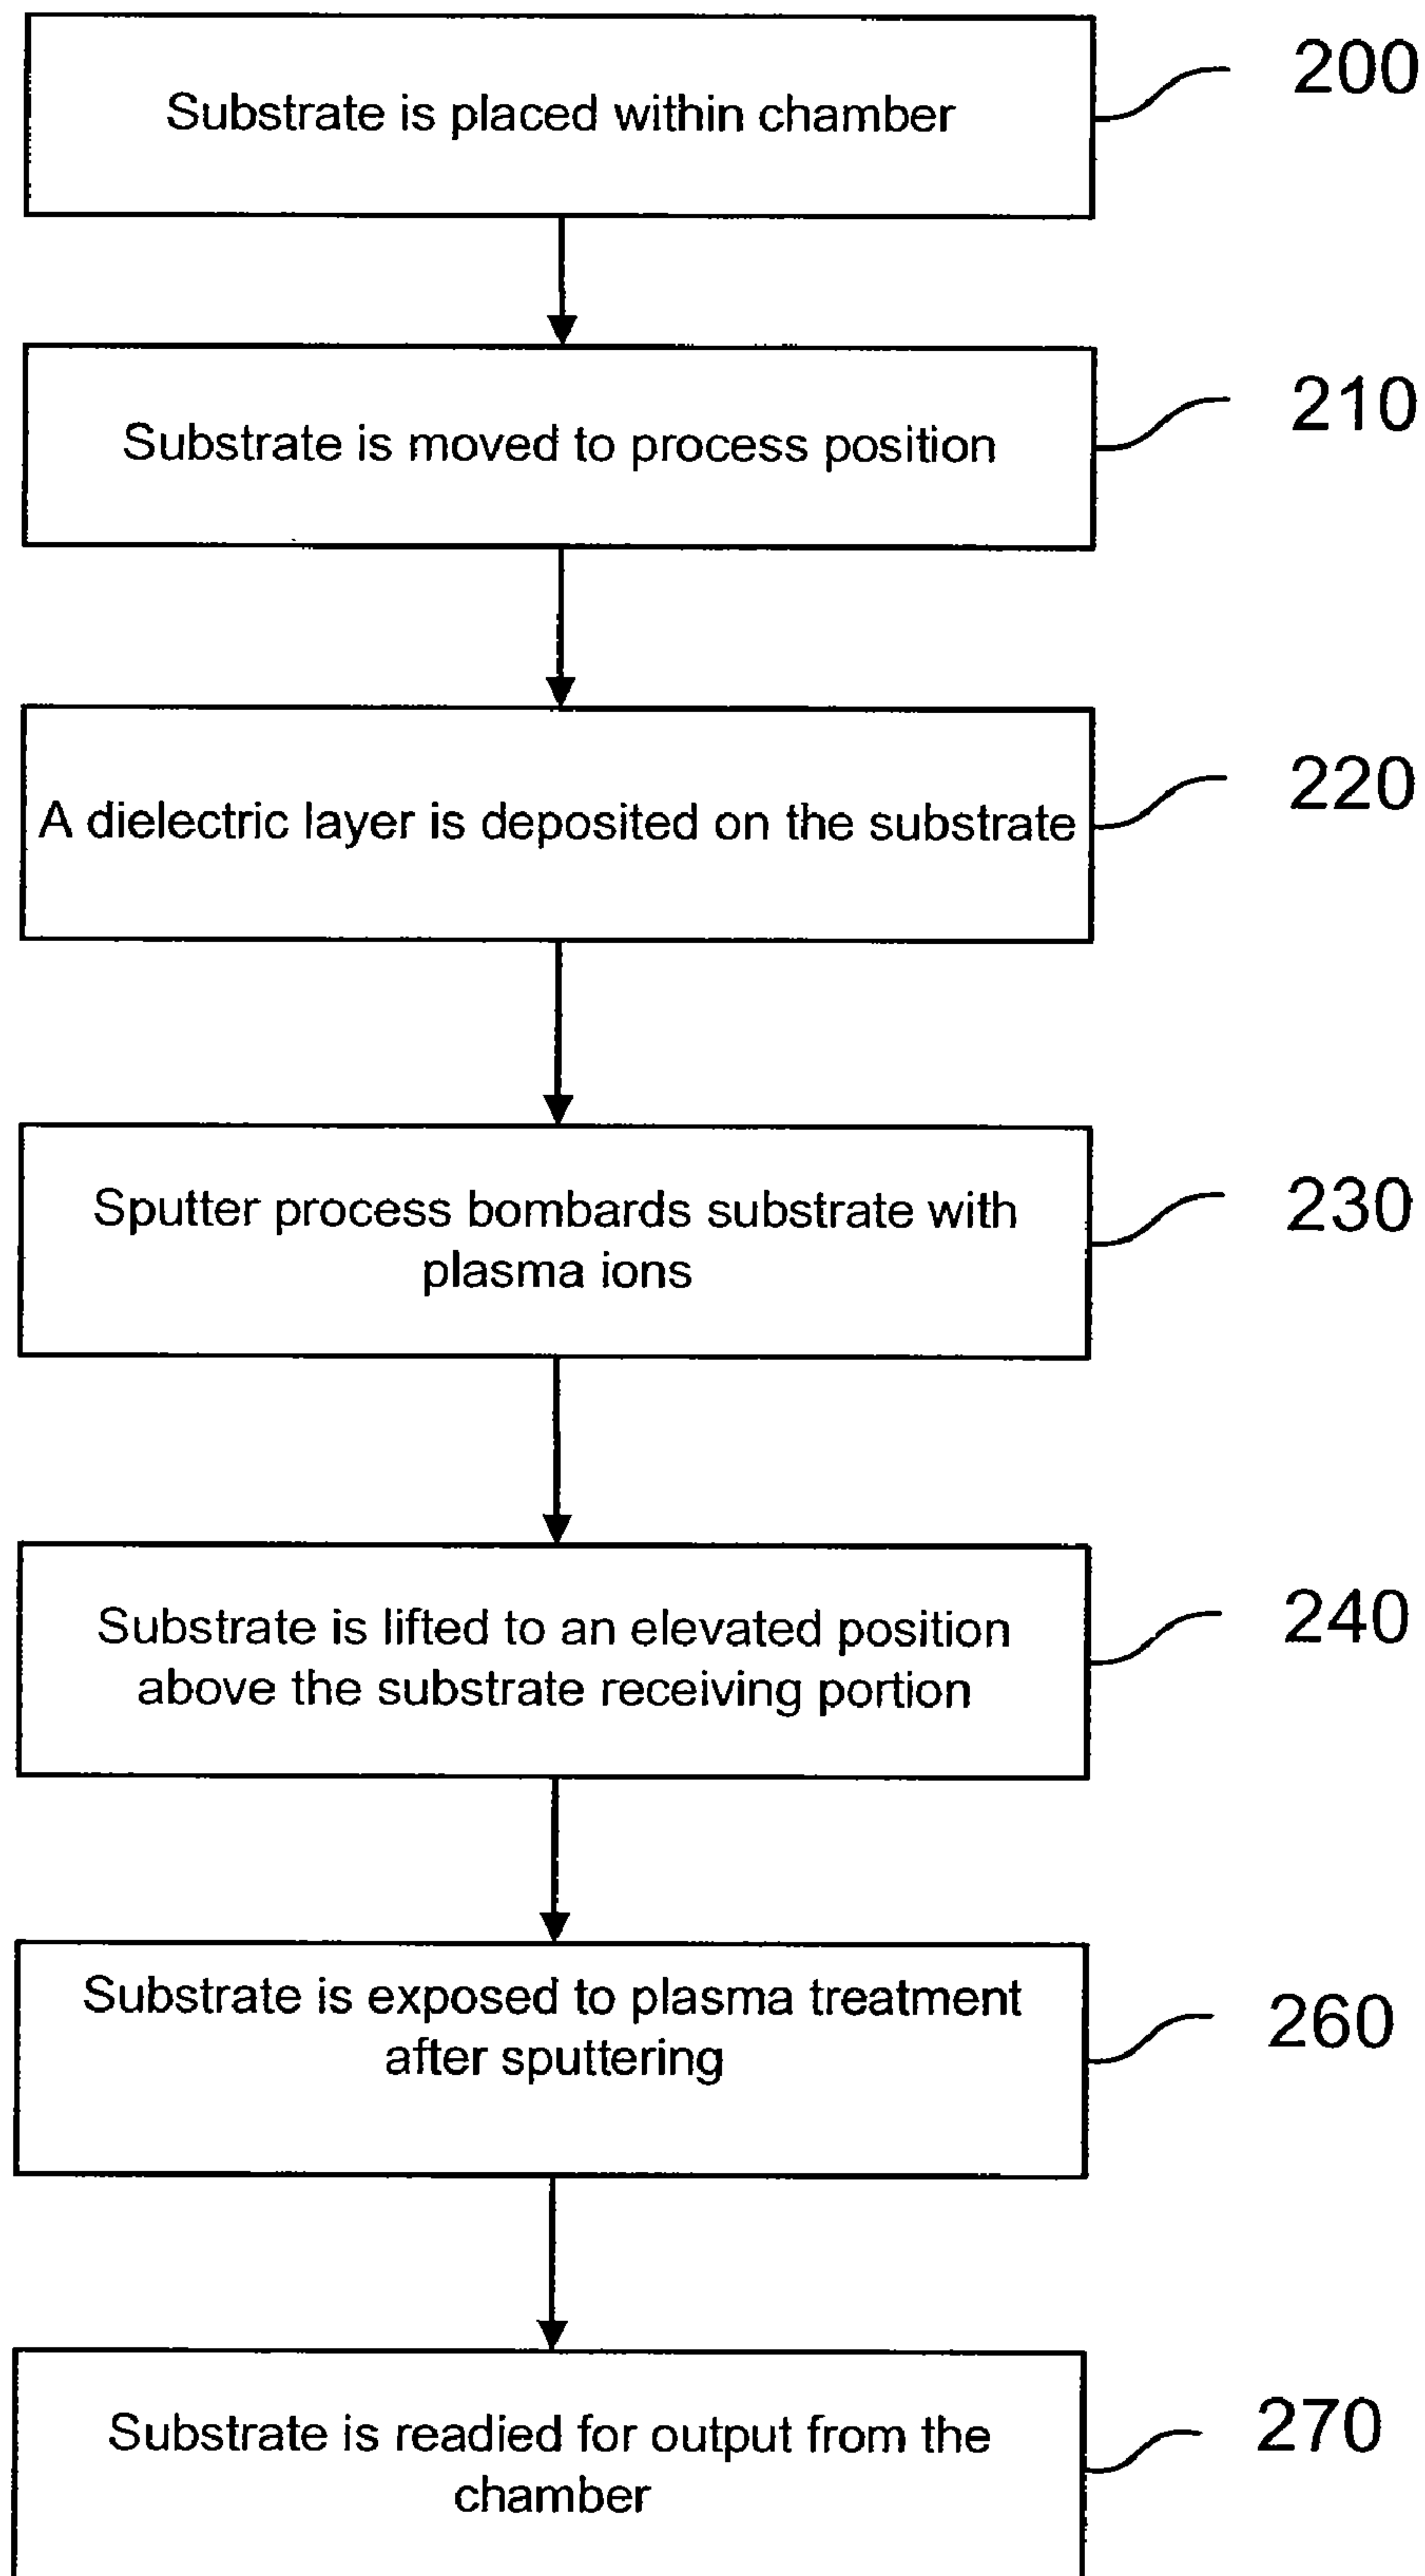 Substrate is placed within chamber
200
Substrate is moved to process position
210
A dielectric layer is deposited on the substrate
220
Sputter process bombards substrate with
plasma ions
230
Substrate is lifted to an elevated position
above the substrate receiving portion
240
Substrate is exposed to plasma treatment
after sputtering
260
Substrate is readied for output from the
chamber
270